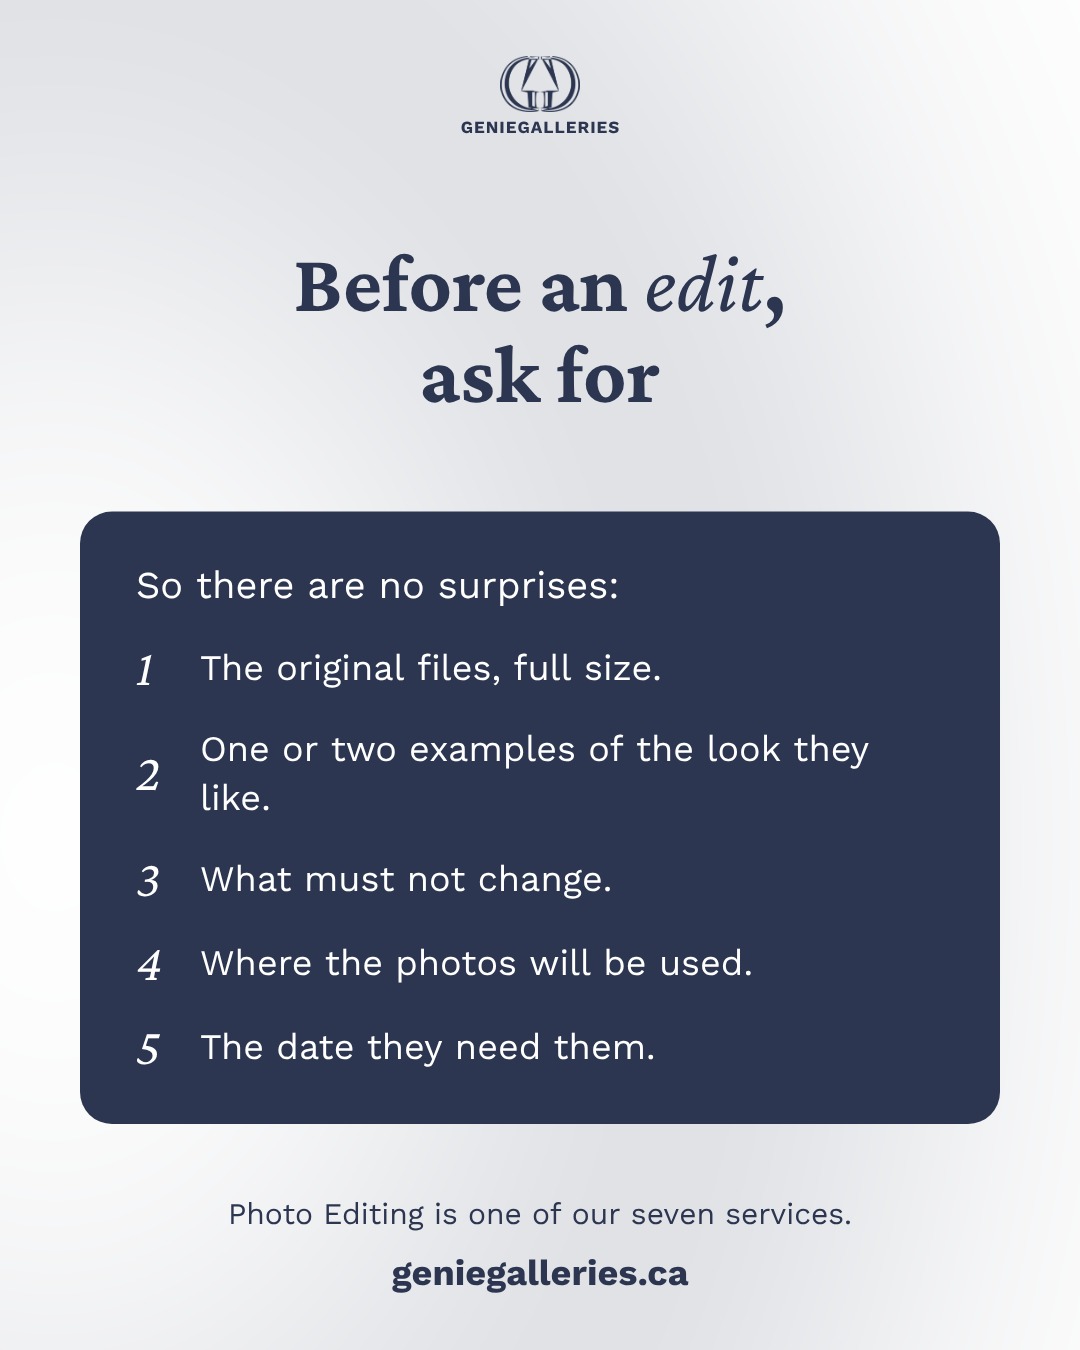 GENIEGALLERIES
Before an edit,
ask for
So there are no surprises:
1 The original files, full size.
2 One or two examples of the look they
like.
3 What must not change.
4 Where the photos will be used.
5 The date they need them.
Photo Editing is one of our seven services.
geniegalleries.ca